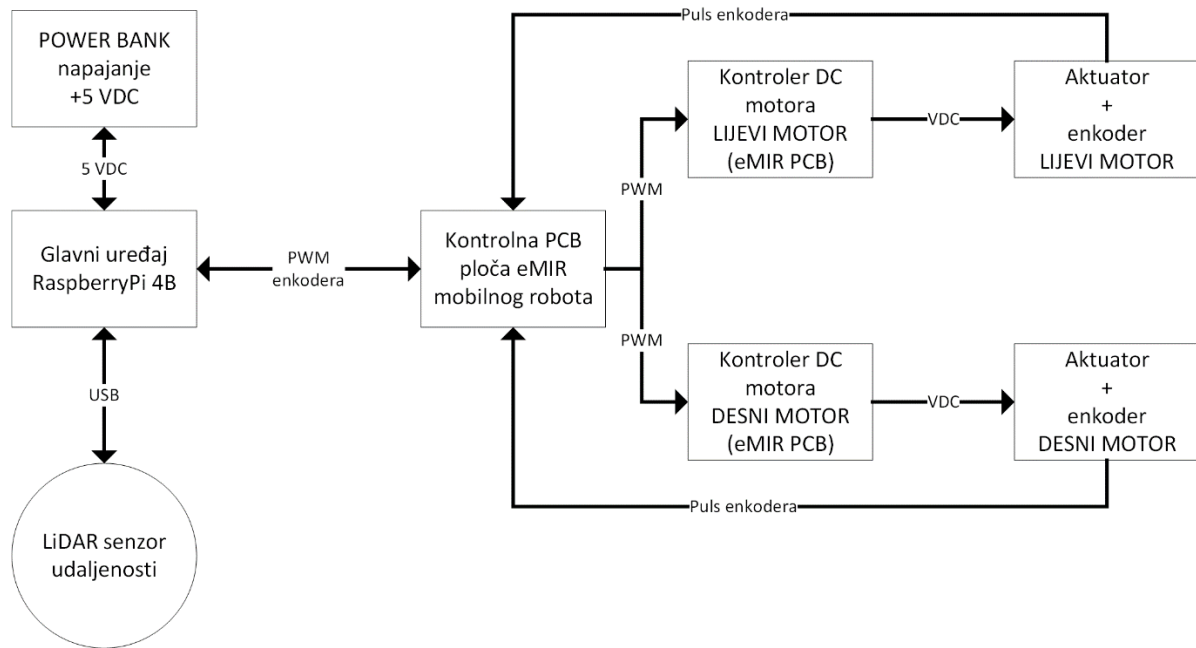 Puls enkodera
POWER BANK
napajanje
+5 VDC
Kontroler DC
motora
LIJEVI MOTOR
(eMIR PCB)
VDC
Aktuator
+
enkoder
LIJEVI MOTOR
5 VDC
PWM
Glavni uređaj
RaspberryPi 4B
PWM
enkodera
Kontrolna PCB
ploča eMIR
mobilnog robota
PWM
Kontroler DC
motora
DESNI MOTOR
(eMIR PCB)
VDC
Aktuator
+
enkoder
DESNI MOTOR
USB
Puls enkodera
LiDAR senzor
udaljenosti